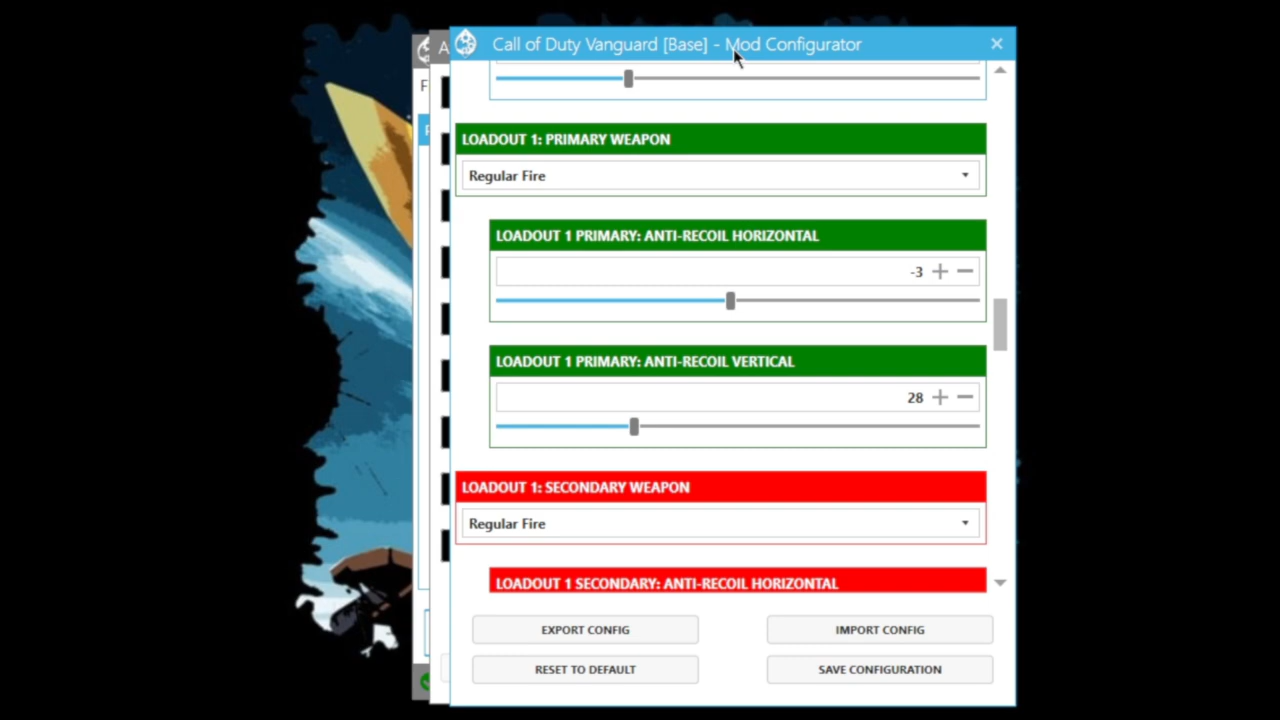 Call of Duty Vanguard [Base] - Mod Configurator
LOADOUT 1: PRIMARY WEAPON
Regular Fire
LOADOUT 1 PRIMARY: ANTI-RECOIL HORIZONTAL
-3
LOADOUT 1 PRIMARY: ANTI-RECOIL VERTICAL
28
LOADOUT 1: SECONDARY WEAPON
Regular Fire
LOADOUT 1 SECONDARY: ANTI-RECOIL HORIZONTAL
EXPORT CONFIG
IMPORT CONFIG
RESET TO DEFAULT
SAVE CONFIGURATION